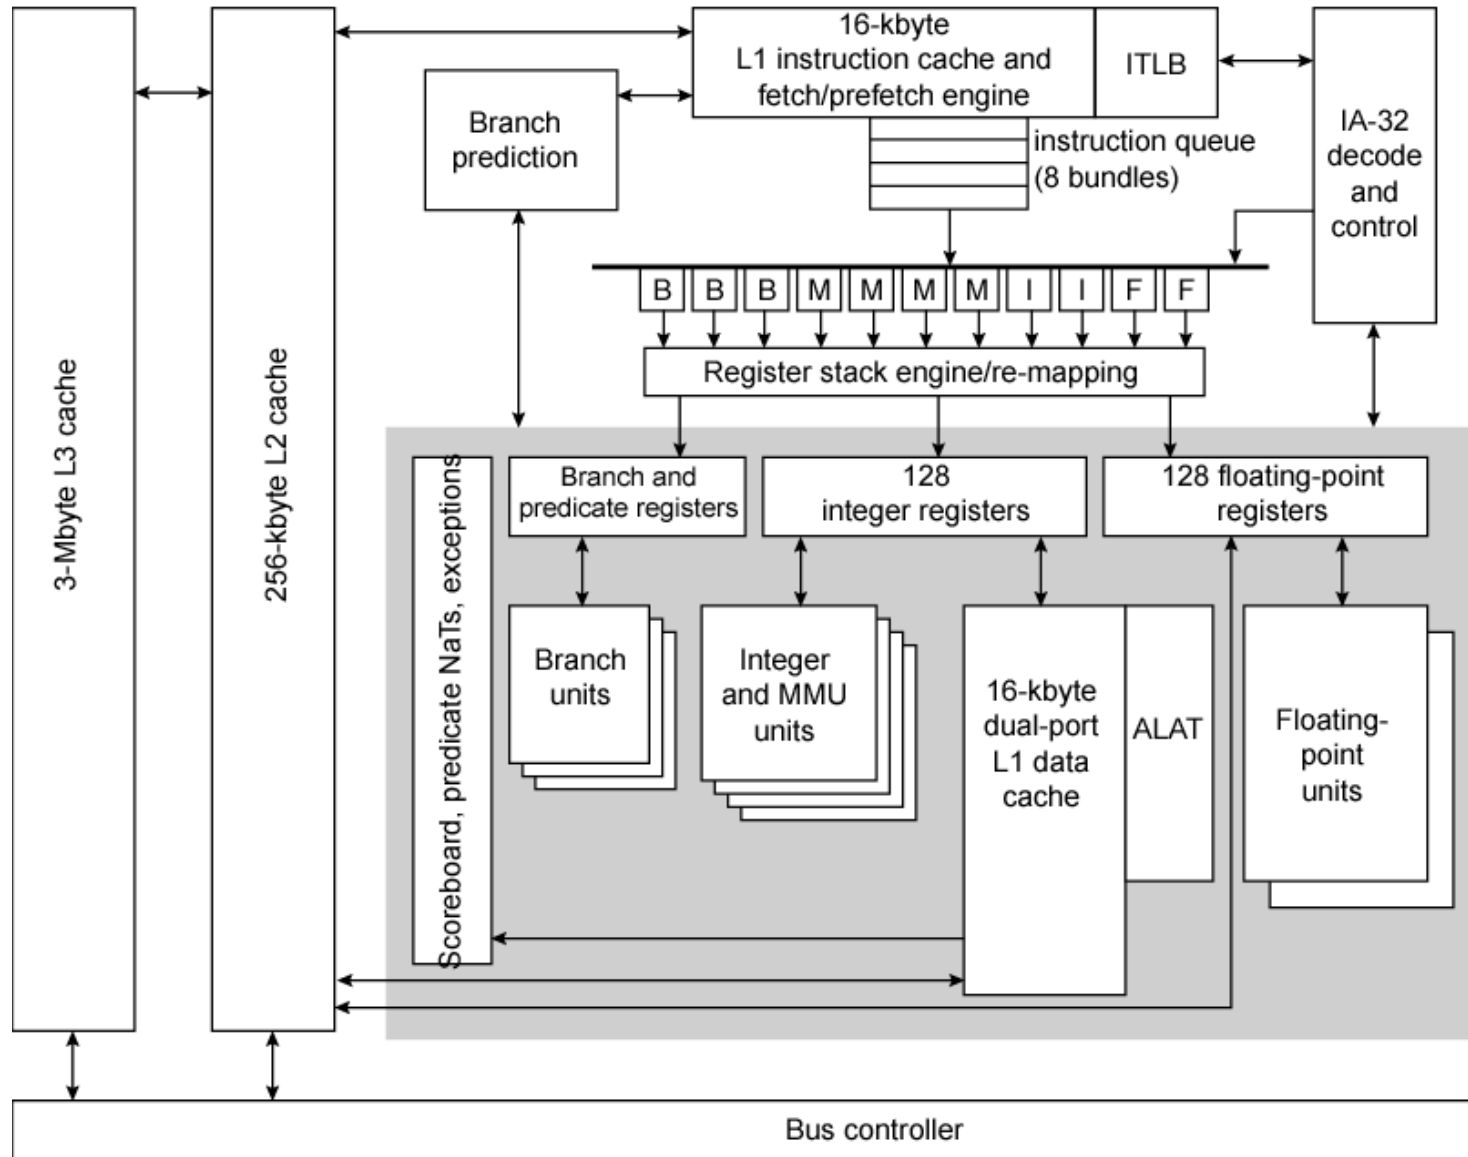 16-kbyte
L1 instruction cache and
fetch/prefetch engine
ITLB
IA-32
decode
and
control
Branch
prediction
instruction queue
(8 bundles)
B B B M M M M I I F F
Register stack engine/re-mapping
3-Mbyte L3 cache
256-kbyte L2 cache
Scoreboard, predicate NaTs, exceptions
Branch and
predicate registers
128
integer registers
128 floating-point
registers
Branch
units
Integer
and MMU
units
16-kbyte
dual-port
L1 data
cache
ALAT
Floating-
point
units
Bus controller